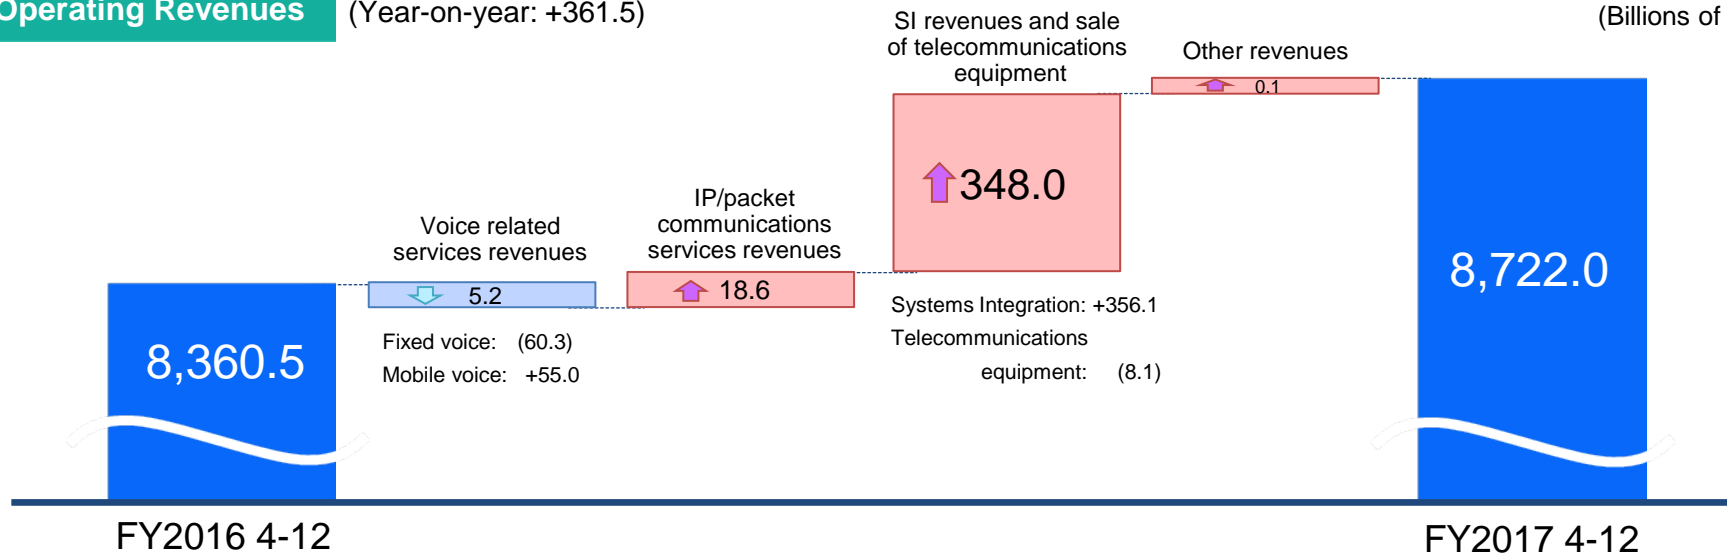 Operating Revenues
(Year-on-year: +361.5)
(Billions of
SI revenues and sale
of telecommunications
equipment
Other revenues
0.1
348.0
IP/packet
communications
services revenues
Voice related
services revenues
5.2
18.6
8,722.0
8,360.5
Fixed voice: (60.3)
Mobile voice: +55.0
Systems Integration: +356.1
Telecommunications
equipment: (8.1)
FY2016 4-12
FY2017 4-12